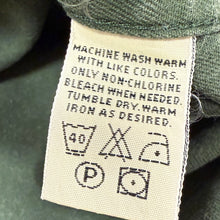 MACHINE WASH WARM
WITH LIKE COLORS.
ONLY NON-CHLORINE
BLEACH WHEN NEEDED.
TUMBLE DRY WARM.
IRON AS DESIRED.
40
P